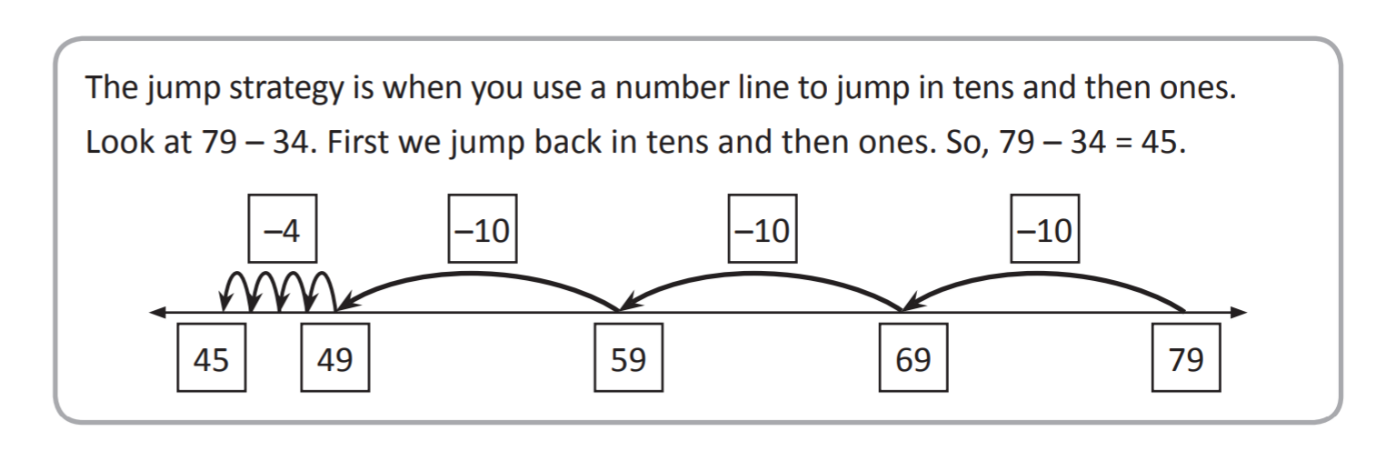 The jump strategy is when you use a number line to jump in tens and then ones.
Look at 79 – 34. First we jump back in tens and then ones. So, 79 – 34 = 45.
–4 –10 –10 –10
45 49 59 69 79